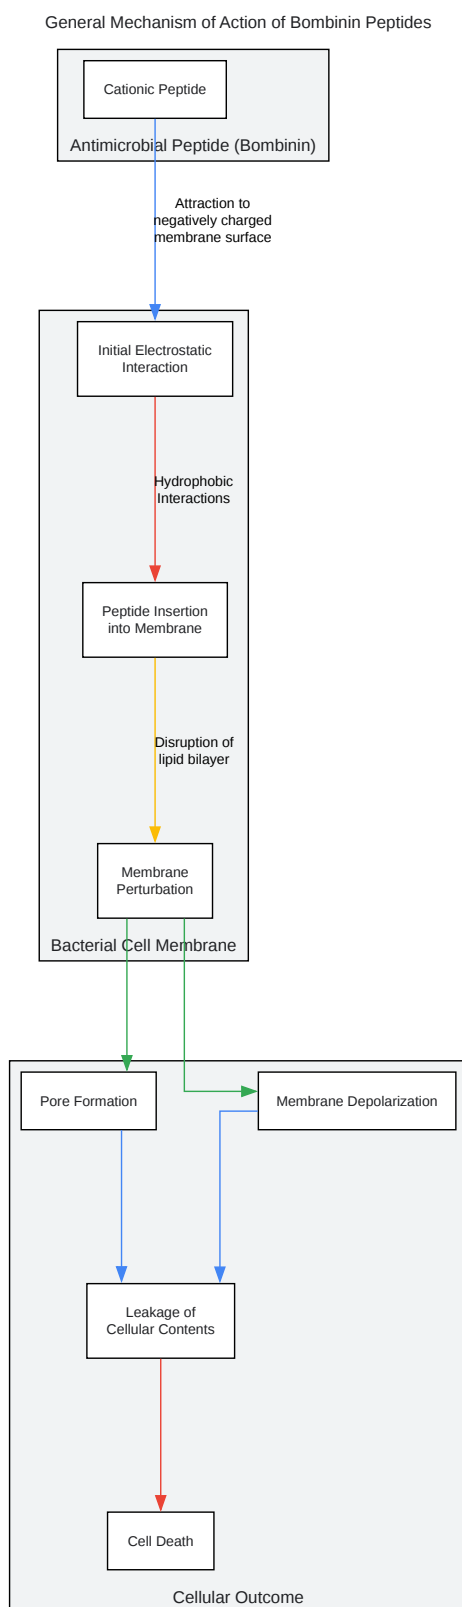 General Mechanism of Action of Bombinin Peptides
Cationic Peptide
Antimicrobial Peptide (Bombinin)
Attraction to
negatively charged
membrane surface
Initial Electrostatic
Interaction
Hydrophobic
Interactions
Peptide Insertion
into Membrane
Disruption of
lipid bilayer
Membrane
Perturbation
Bacterial Cell Membrane
Pore Formation
Membrane Depolarization
Leakage of
Cellular Contents
Cell Death
Cellular Outcome